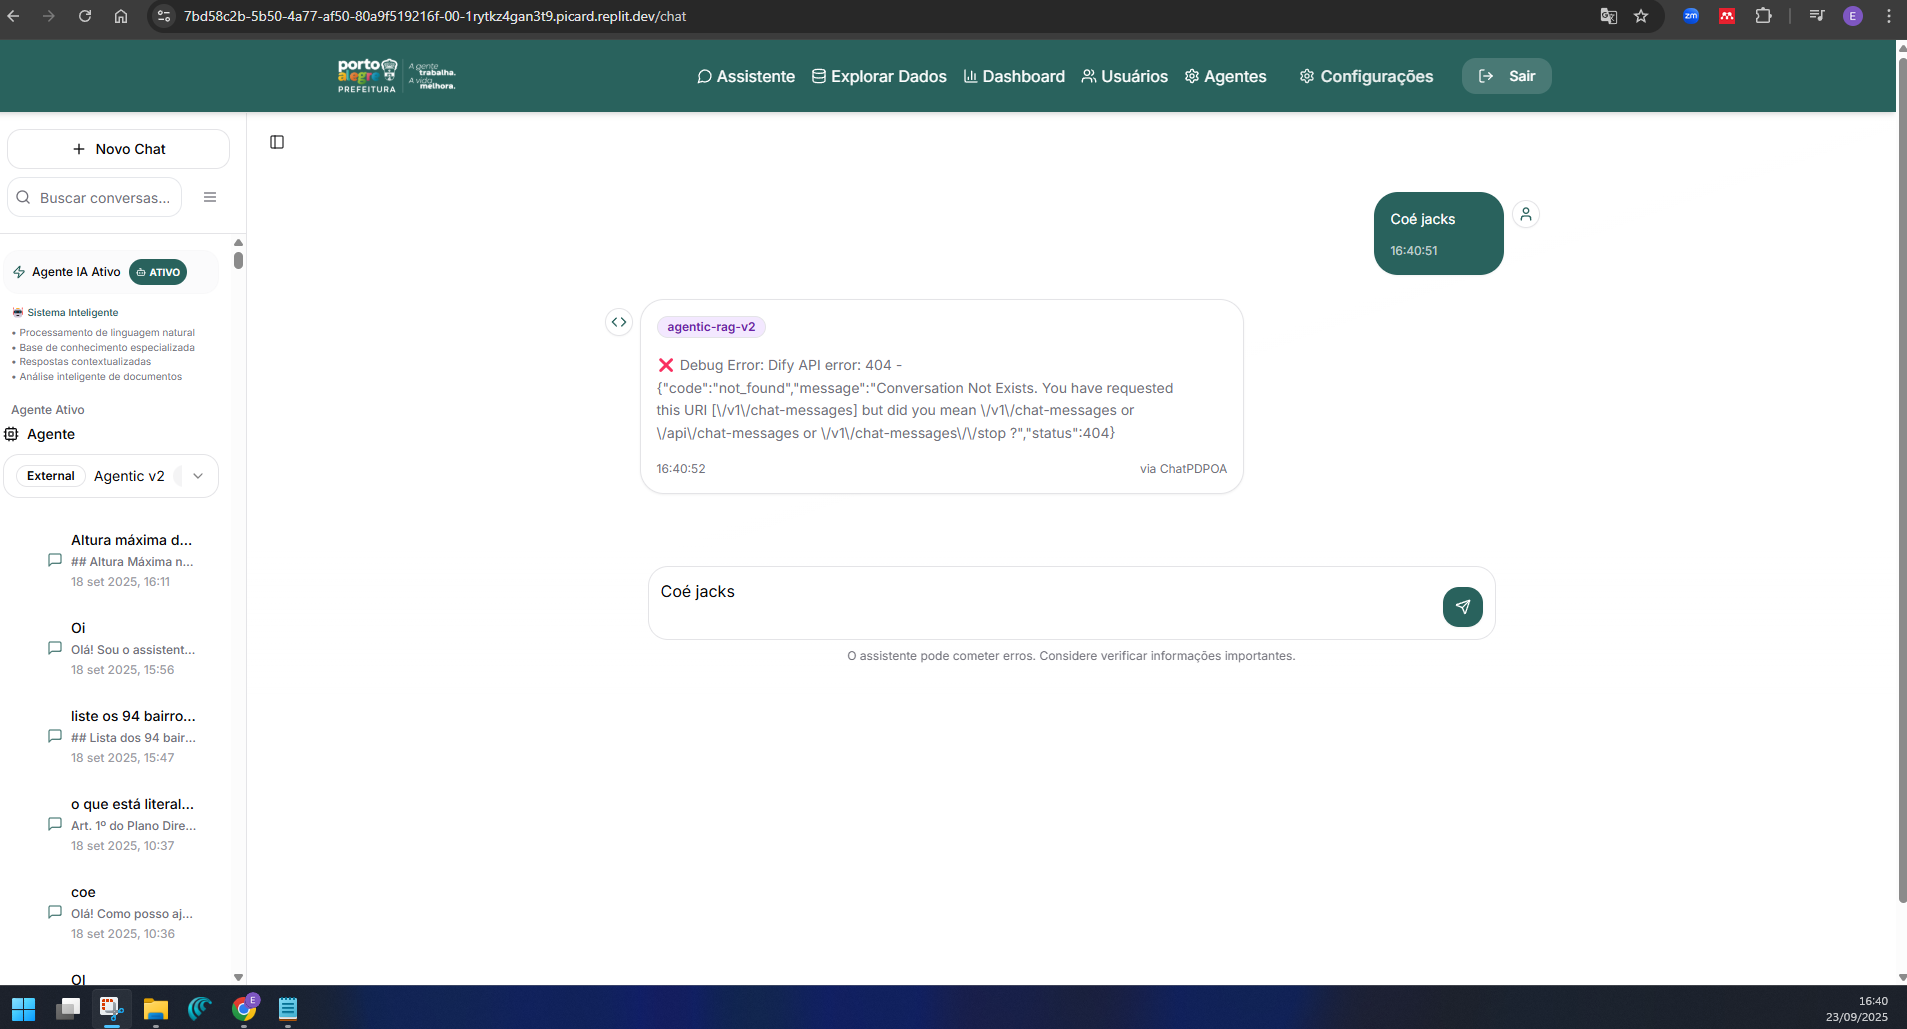 7bd58c2b-5b50-4a77-af50-80a9f519216f-00-1rytkz4gan3t9.picard.replit.dev/chat
zm
E
porto
alegre
PREFEITURA
A gente
trabalha.
A vida
melhora.
Assistente
Explorar Dados
Dashboard
Usuários
Agentes
Configurações
Sair
Novo Chat
Buscar conversas...
Agente IA Ativo
ATIVO
Sistema Inteligente
• Processamento de linguagem natural
• Base de conhecimento especializada
• Respostas contextualizadas
• Análise inteligente de documentos
Agente Ativo
Agente
External Agentic v2
Altura máxima d...
## Altura Máxima n...
18 set 2025, 16:11
Oi
Olá! Sou o assistent...
18 set 2025, 15:56
liste os 94 bairro...
## Lista dos 94 bair...
18 set 2025, 15:47
o que está literal...
Art. 1º do Plano Dire...
18 set 2025, 10:37
coe
Olá! Como posso aj...
18 set 2025, 10:36
Coé jacks
16:40:51
agentic-rag-v2
❌ Debug Error: Dify API error: 404 -
{"code":"not_found","message":"Conversation Not Exists. You have requested
this URI [\/v1\/chat-messages] but did you mean \/v1\/chat-messages or
\/api\/chat-messages or \/v1\/chat-messages\/\/stop ?","status":404}
16:40:52
via ChatPDPOA
Coé jacks
O assistente pode cometer erros. Considere verificar informações importantes.
E
16:40
23/09/2025